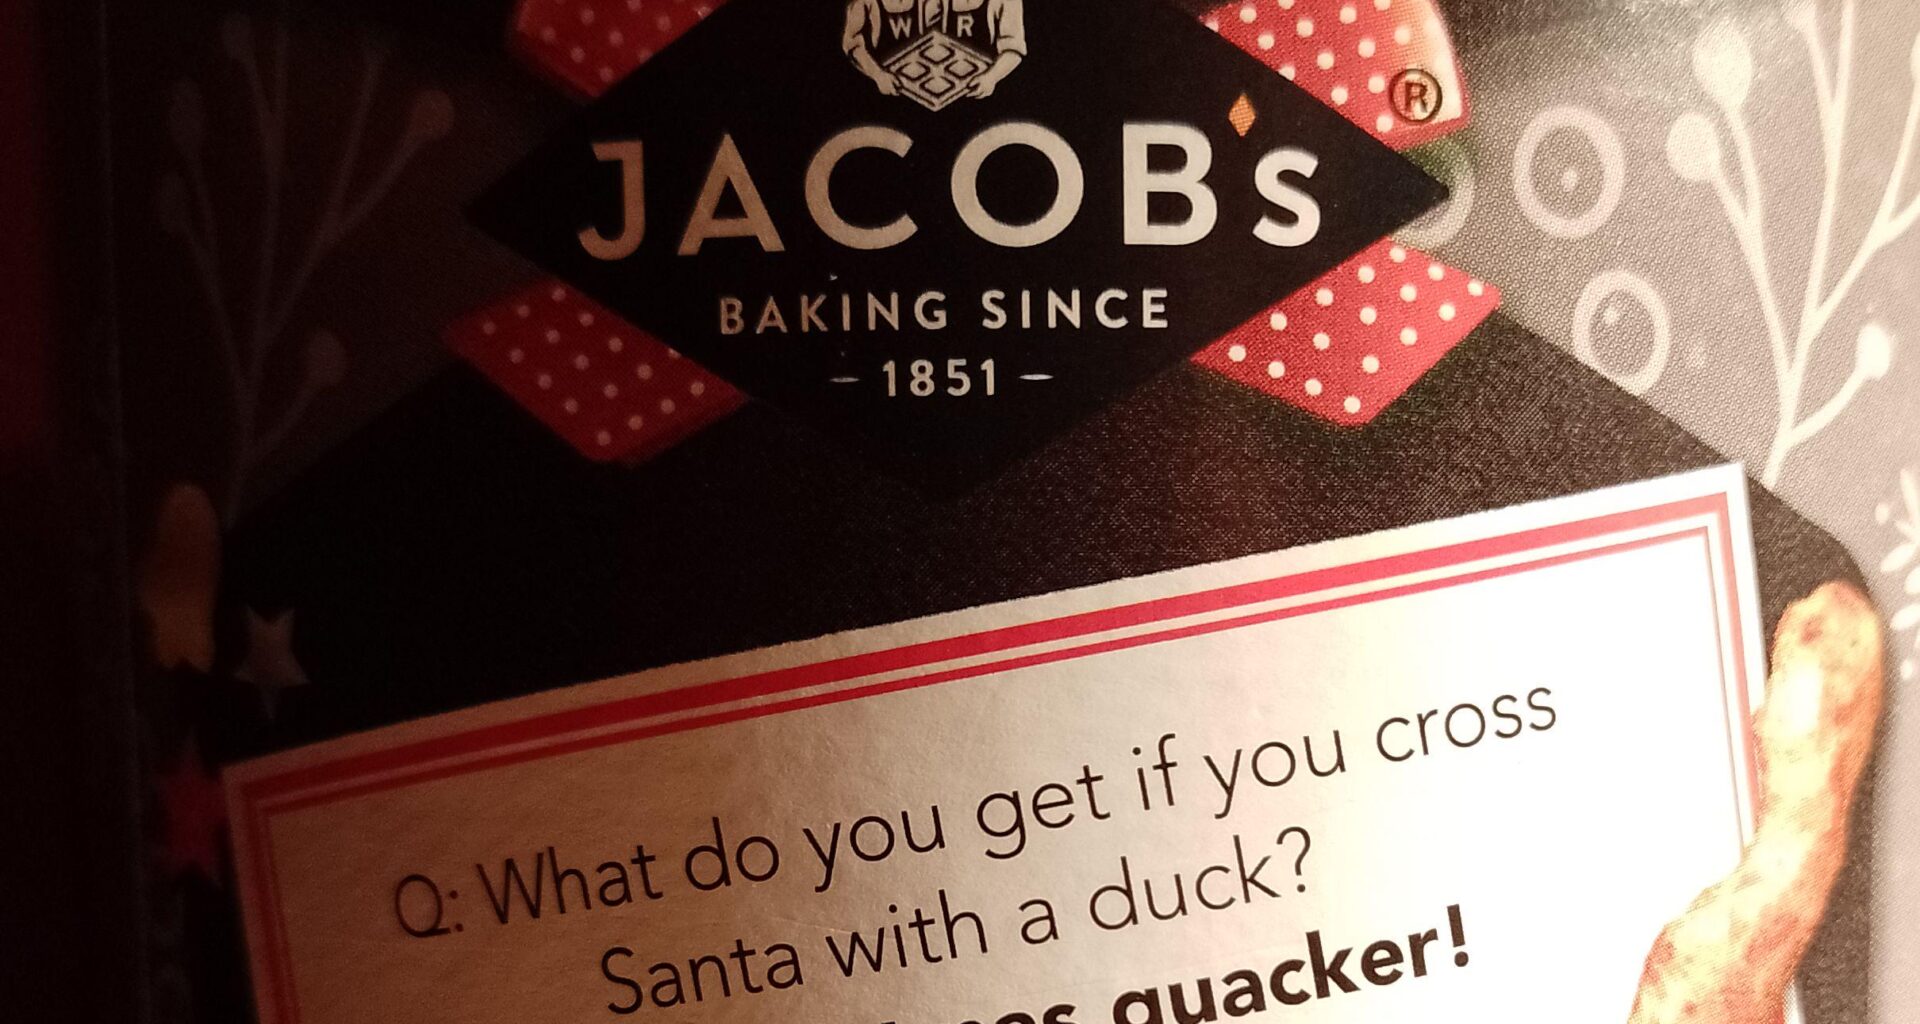 W R
JACOB's ®
BAKING SINCE
- 1851 -
Q: What do you get if you cross
Santa with a duck?
quacker!